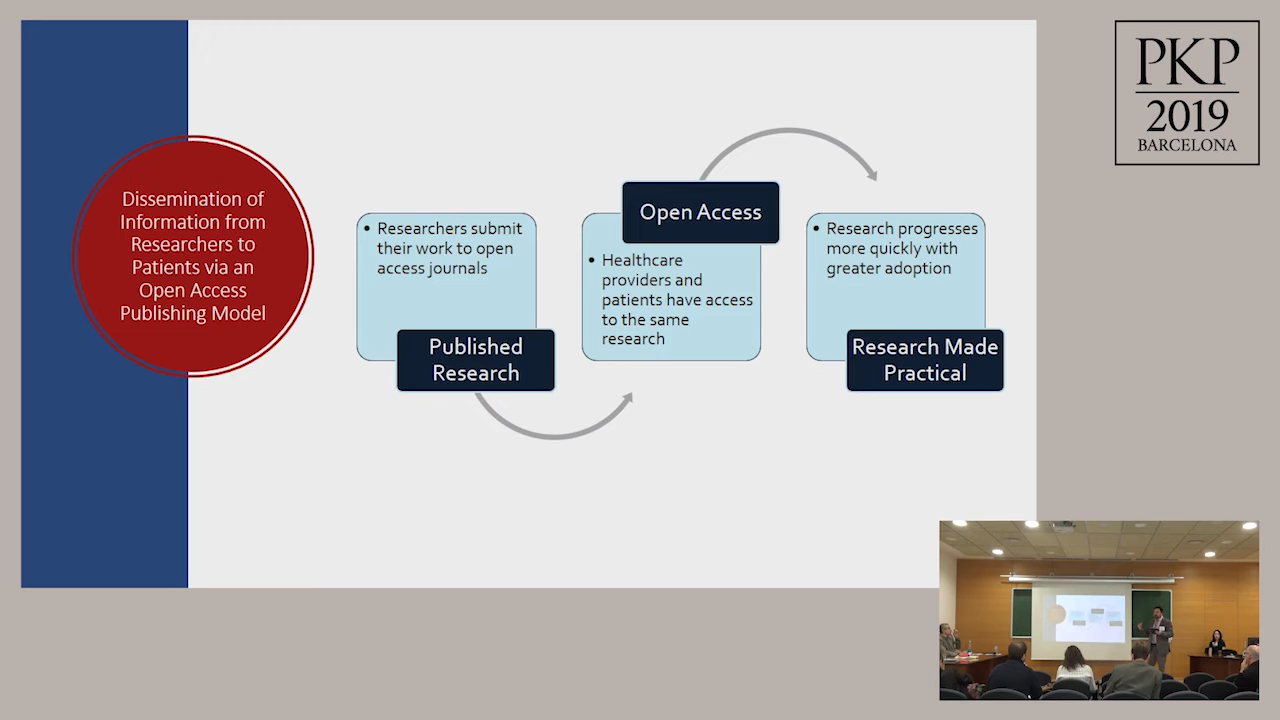 Dissemination of
Information from
Researchers to
Patients via an
Open Access
Publishing Model
• Researchers submit
their work to open
access journals
Published
Research
Open Access
• Healthcare
providers and
patients have access
to the same
research
• Research progresses
more quickly with
greater adoption
Research Made
Practical
PKP
2019
BARCELONA